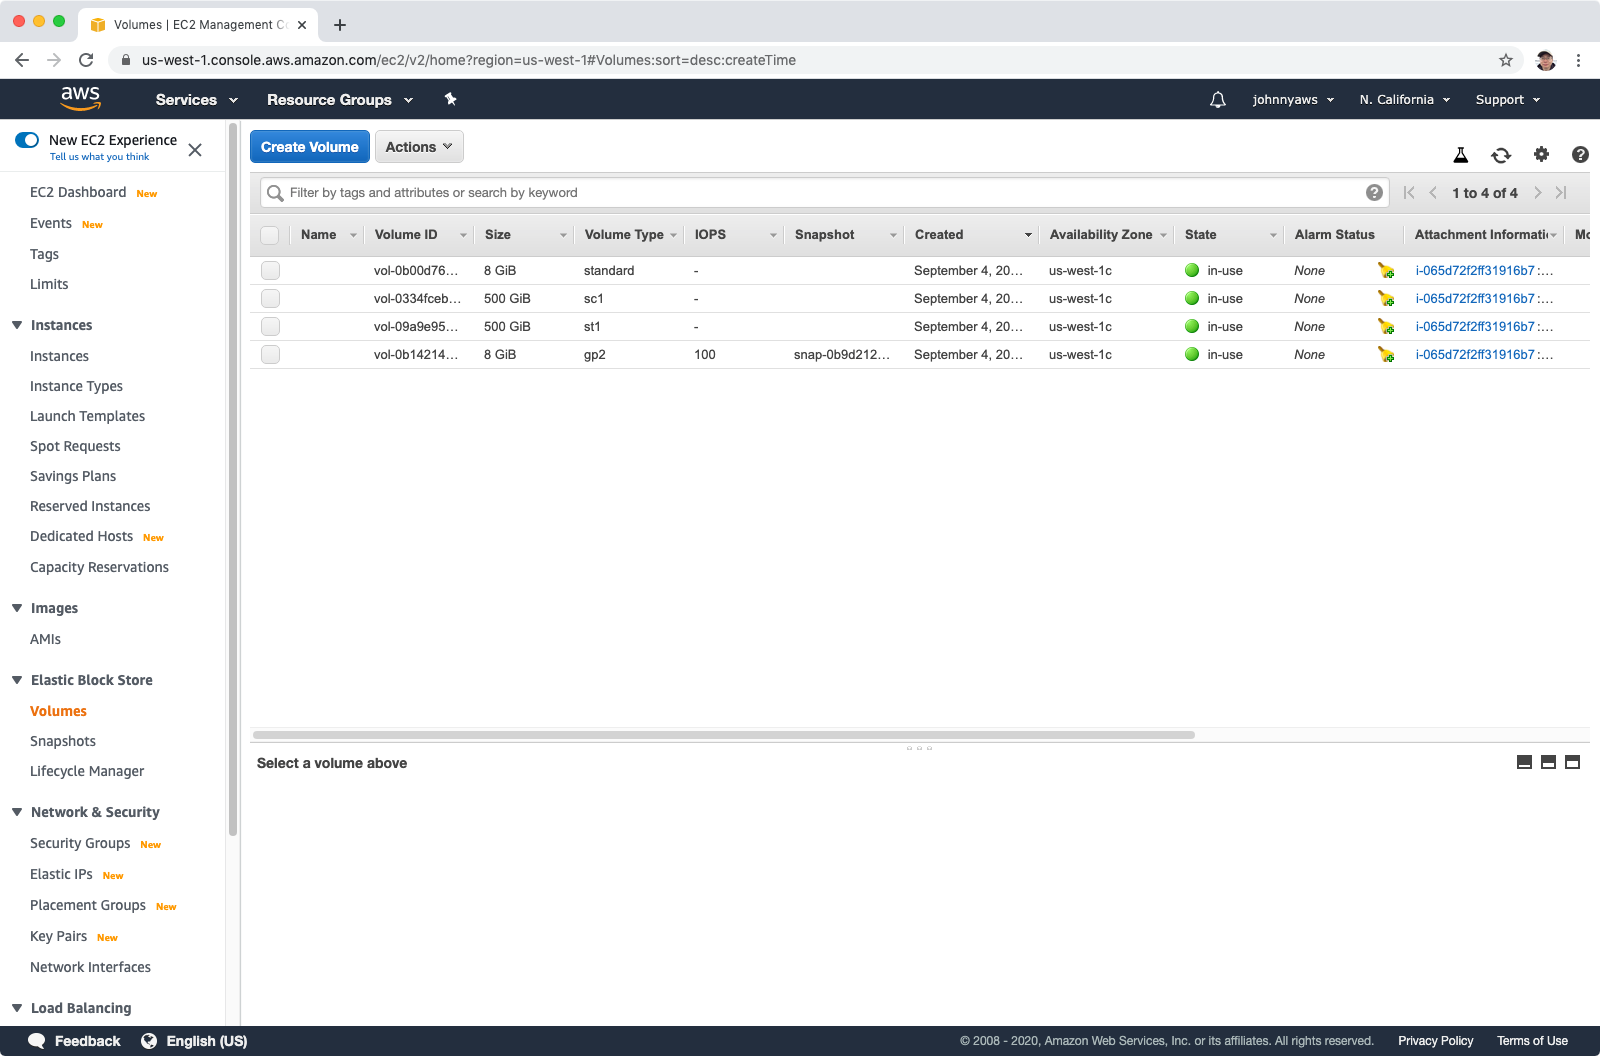 Volumes | EC2 Management Co
us-west-1.console.aws.amazon.com/ec2/v2/home?region=us-west-1#Volumes:sort=desc:createTime
aws Services Resource Groups johnnyaws N. California Support
New EC2 Experience
Tell us what you think
EC2 Dashboard New
Events New
Tags
Limits
Instances
Instances
Instance Types
Launch Templates
Spot Requests
Savings Plans
Reserved Instances
Dedicated Hosts New
Capacity Reservations
Images
AMIs
Elastic Block Store
Volumes
Snapshots
Lifecycle Manager
Network & Security
Security Groups New
Elastic IPs New
Placement Groups New
Key Pairs New
Network Interfaces
Load Balancing
Create Volume Actions
Filter by tags and attributes or search by keyword 1 to 4 of 4
Name Volume ID Size Volume Type IOPS Snapshot Created Availability Zone State Alarm Status Attachment Informati Mo
vol-0b00d76... 8 GiB standard - September 4, 20... us-west-1c in-use None i-065d72f2ff31916b7:...
vol-0334fceb... 500 GiB sc1 - September 4, 20... us-west-1c in-use None i-065d72f2ff31916b7:...
vol-09a9e95... 500 GiB st1 - September 4, 20... us-west-1c in-use None i-065d72f2ff31916b7:...
vol-0b14214... 8 GiB gp2 100 snap-0b9d212... September 4, 20... us-west-1c in-use None i-065d72f2ff31916b7:...
Select a volume above
Feedback English (US) © 2008 - 2020, Amazon Web Services, Inc. or its affiliates. All rights reserved. Privacy Policy Terms of Use